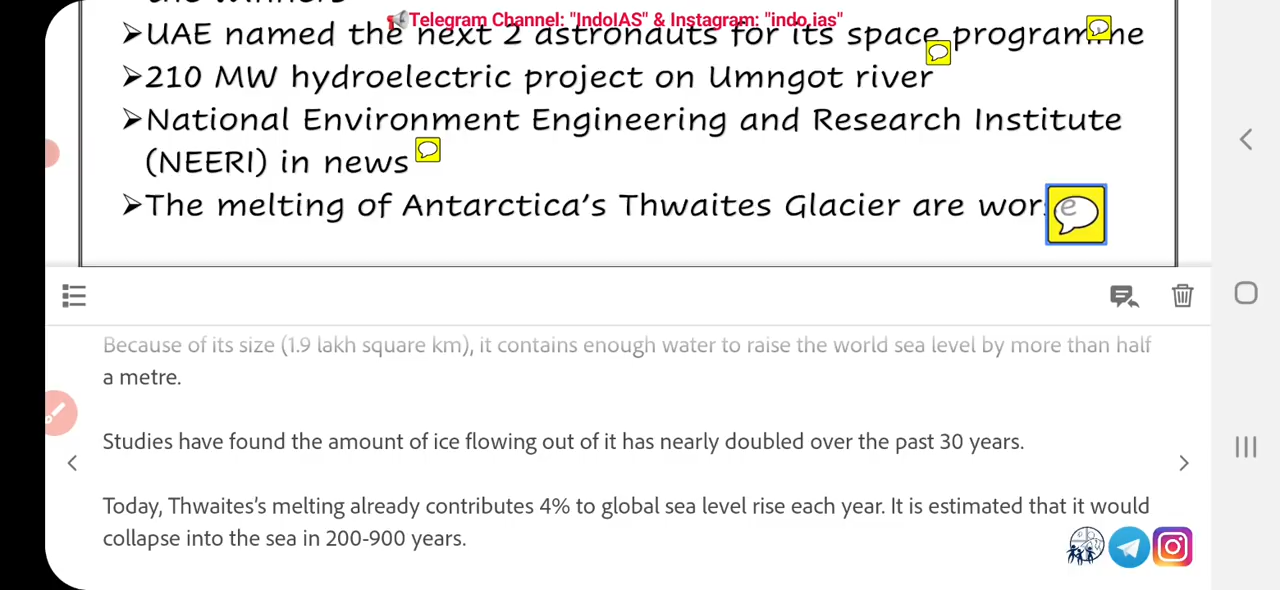 the winners
📢Telegram Channel: "IndoIAS" & Instagram: "indo.ias"
➢UAE named the next 2 astronauts for its space programme
➢210 MW hydroelectric project on Umngot river
➢National Environment Engineering and Research Institute
(NEERI) in news
➢The melting of Antarctica’s Thwaites Glacier are worse
Because of its size (1.9 lakh square km), it contains enough water to raise the world sea level by more than half
a metre.
Studies have found the amount of ice flowing out of it has nearly doubled over the past 30 years.
Today, Thwaites’s melting already contributes 4% to global sea level rise each year. It is estimated that it would
collapse into the sea in 200-900 years.